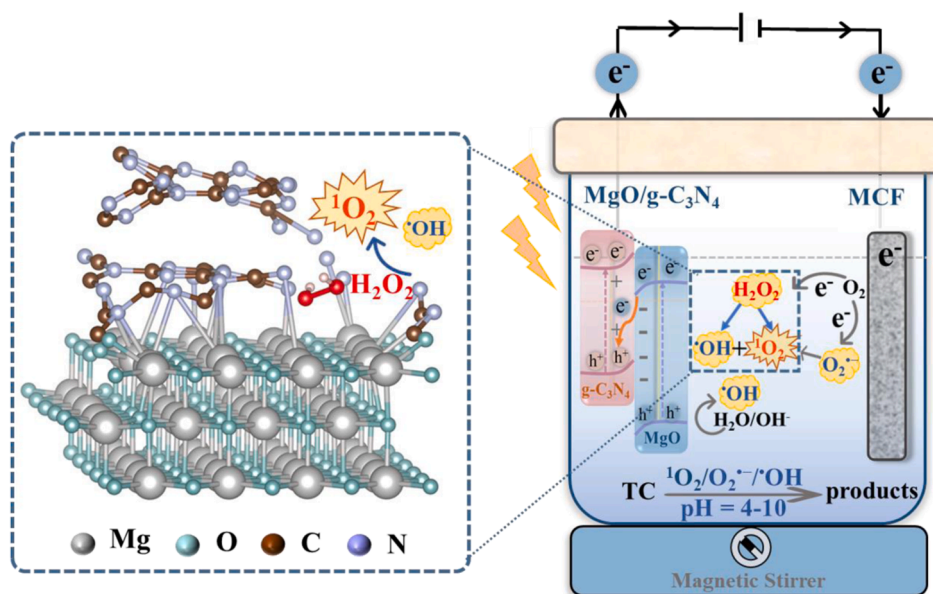 ¹O₂
•OH
H₂O₂
Mg O C N
e⁻ e⁻
MgO/g-C₃N₄ MCF
e⁻ e⁻ e⁻ e⁻ e⁻
+
e⁻
+
h⁺ h⁺
g-C₃N₄
h⁺ h⁺
MgO
H₂O₂ e⁻ O₂
e⁻
•OH+¹O₂
O₂•⁻
•OH
H₂O/OH⁻
¹O₂/O₂•⁻/•OH
TC products
pH = 4-10
Magnetic Stirrer